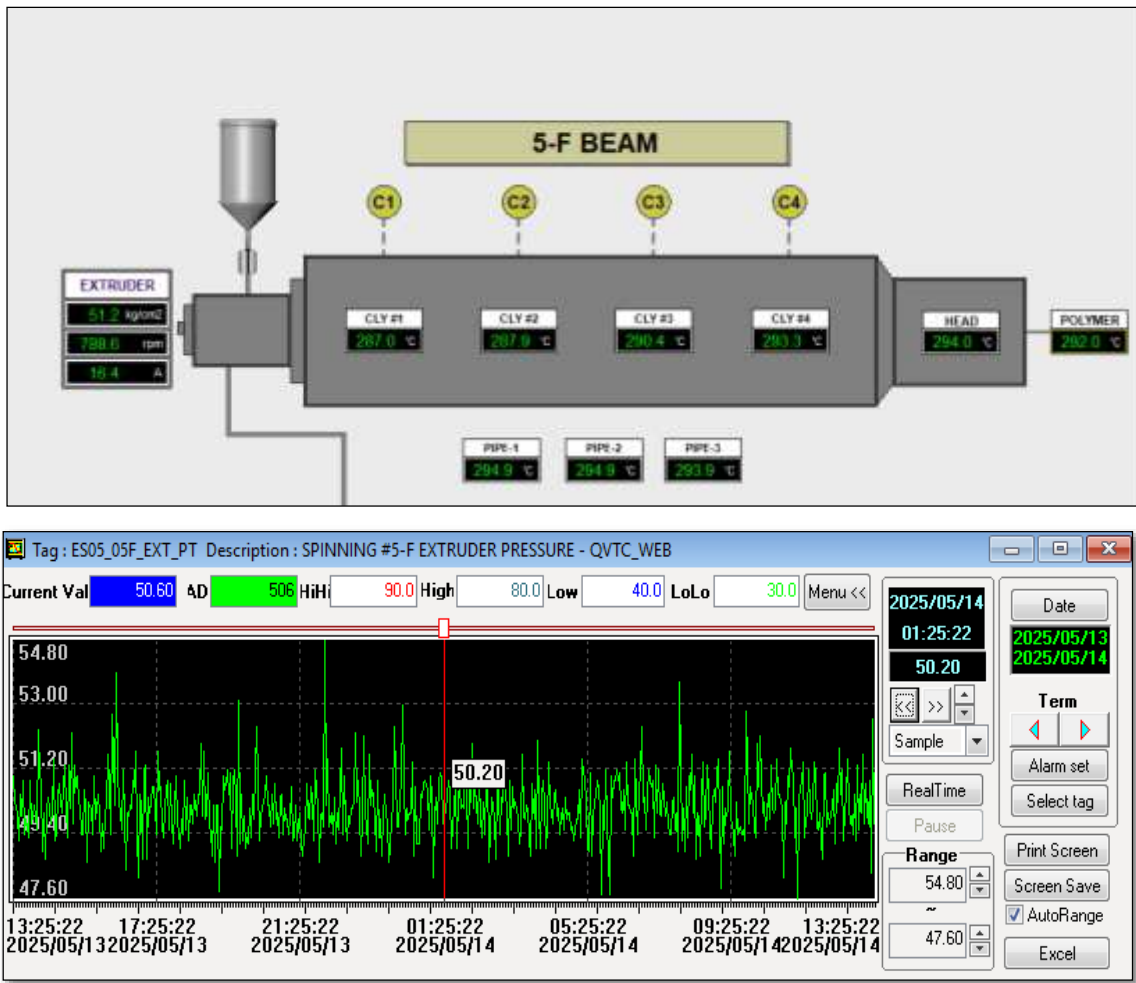 5-F BEAM
C1 C2 C3 C4
EXTRUDER
51.2 kg/cm2
788.6 rpm
16.4 A
CLY #1 CLY #2 CLY #3 CLY #4
287.0 ℃ 287.9 ℃ 290.4 ℃ 293.3 ℃
HEAD
294.0 ℃
POLYMER
292.0 ℃
PIPE-1 PIPE-2 PIPE-3
294.9 ℃ 294.9 ℃ 293.9 ℃
Tag : ES05_05F_EXT_PT Description : SPINNING #5-F EXTRUDER PRESSURE - QVTC_WEB
Current Val 50.60 AD 506 HiHi 90.0 High 80.0 Low 40.0 LoLo 30.0 Menu <<
54.80
53.00
51.20
49.40
47.60
50.20
13:25:22 17:25:22 21:25:22 01:25:22 05:25:22 09:25:22 13:25:22
2025/05/13 2025/05/13 2025/05/13 2025/05/14 2025/05/14 2025/05/14 2025/05/14
2025/05/14
01:25:22
50.20
<< >>
Sample
RealTime
Pause
Range
54.80
~
47.60
Date
2025/05/13
2025/05/14
Term
Alarm set
Select tag
Print Screen
Screen Save
AutoRange
Excel